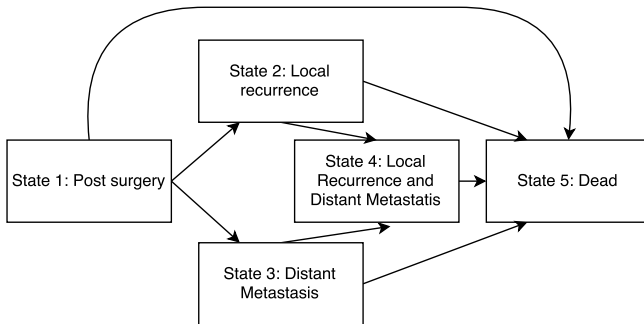 State 2: Local
recurrence
State 1: Post surgery
State 4: Local
Recurrence and
Distant Metastatis
State 5: Dead
State 3: Distant
Metastasis